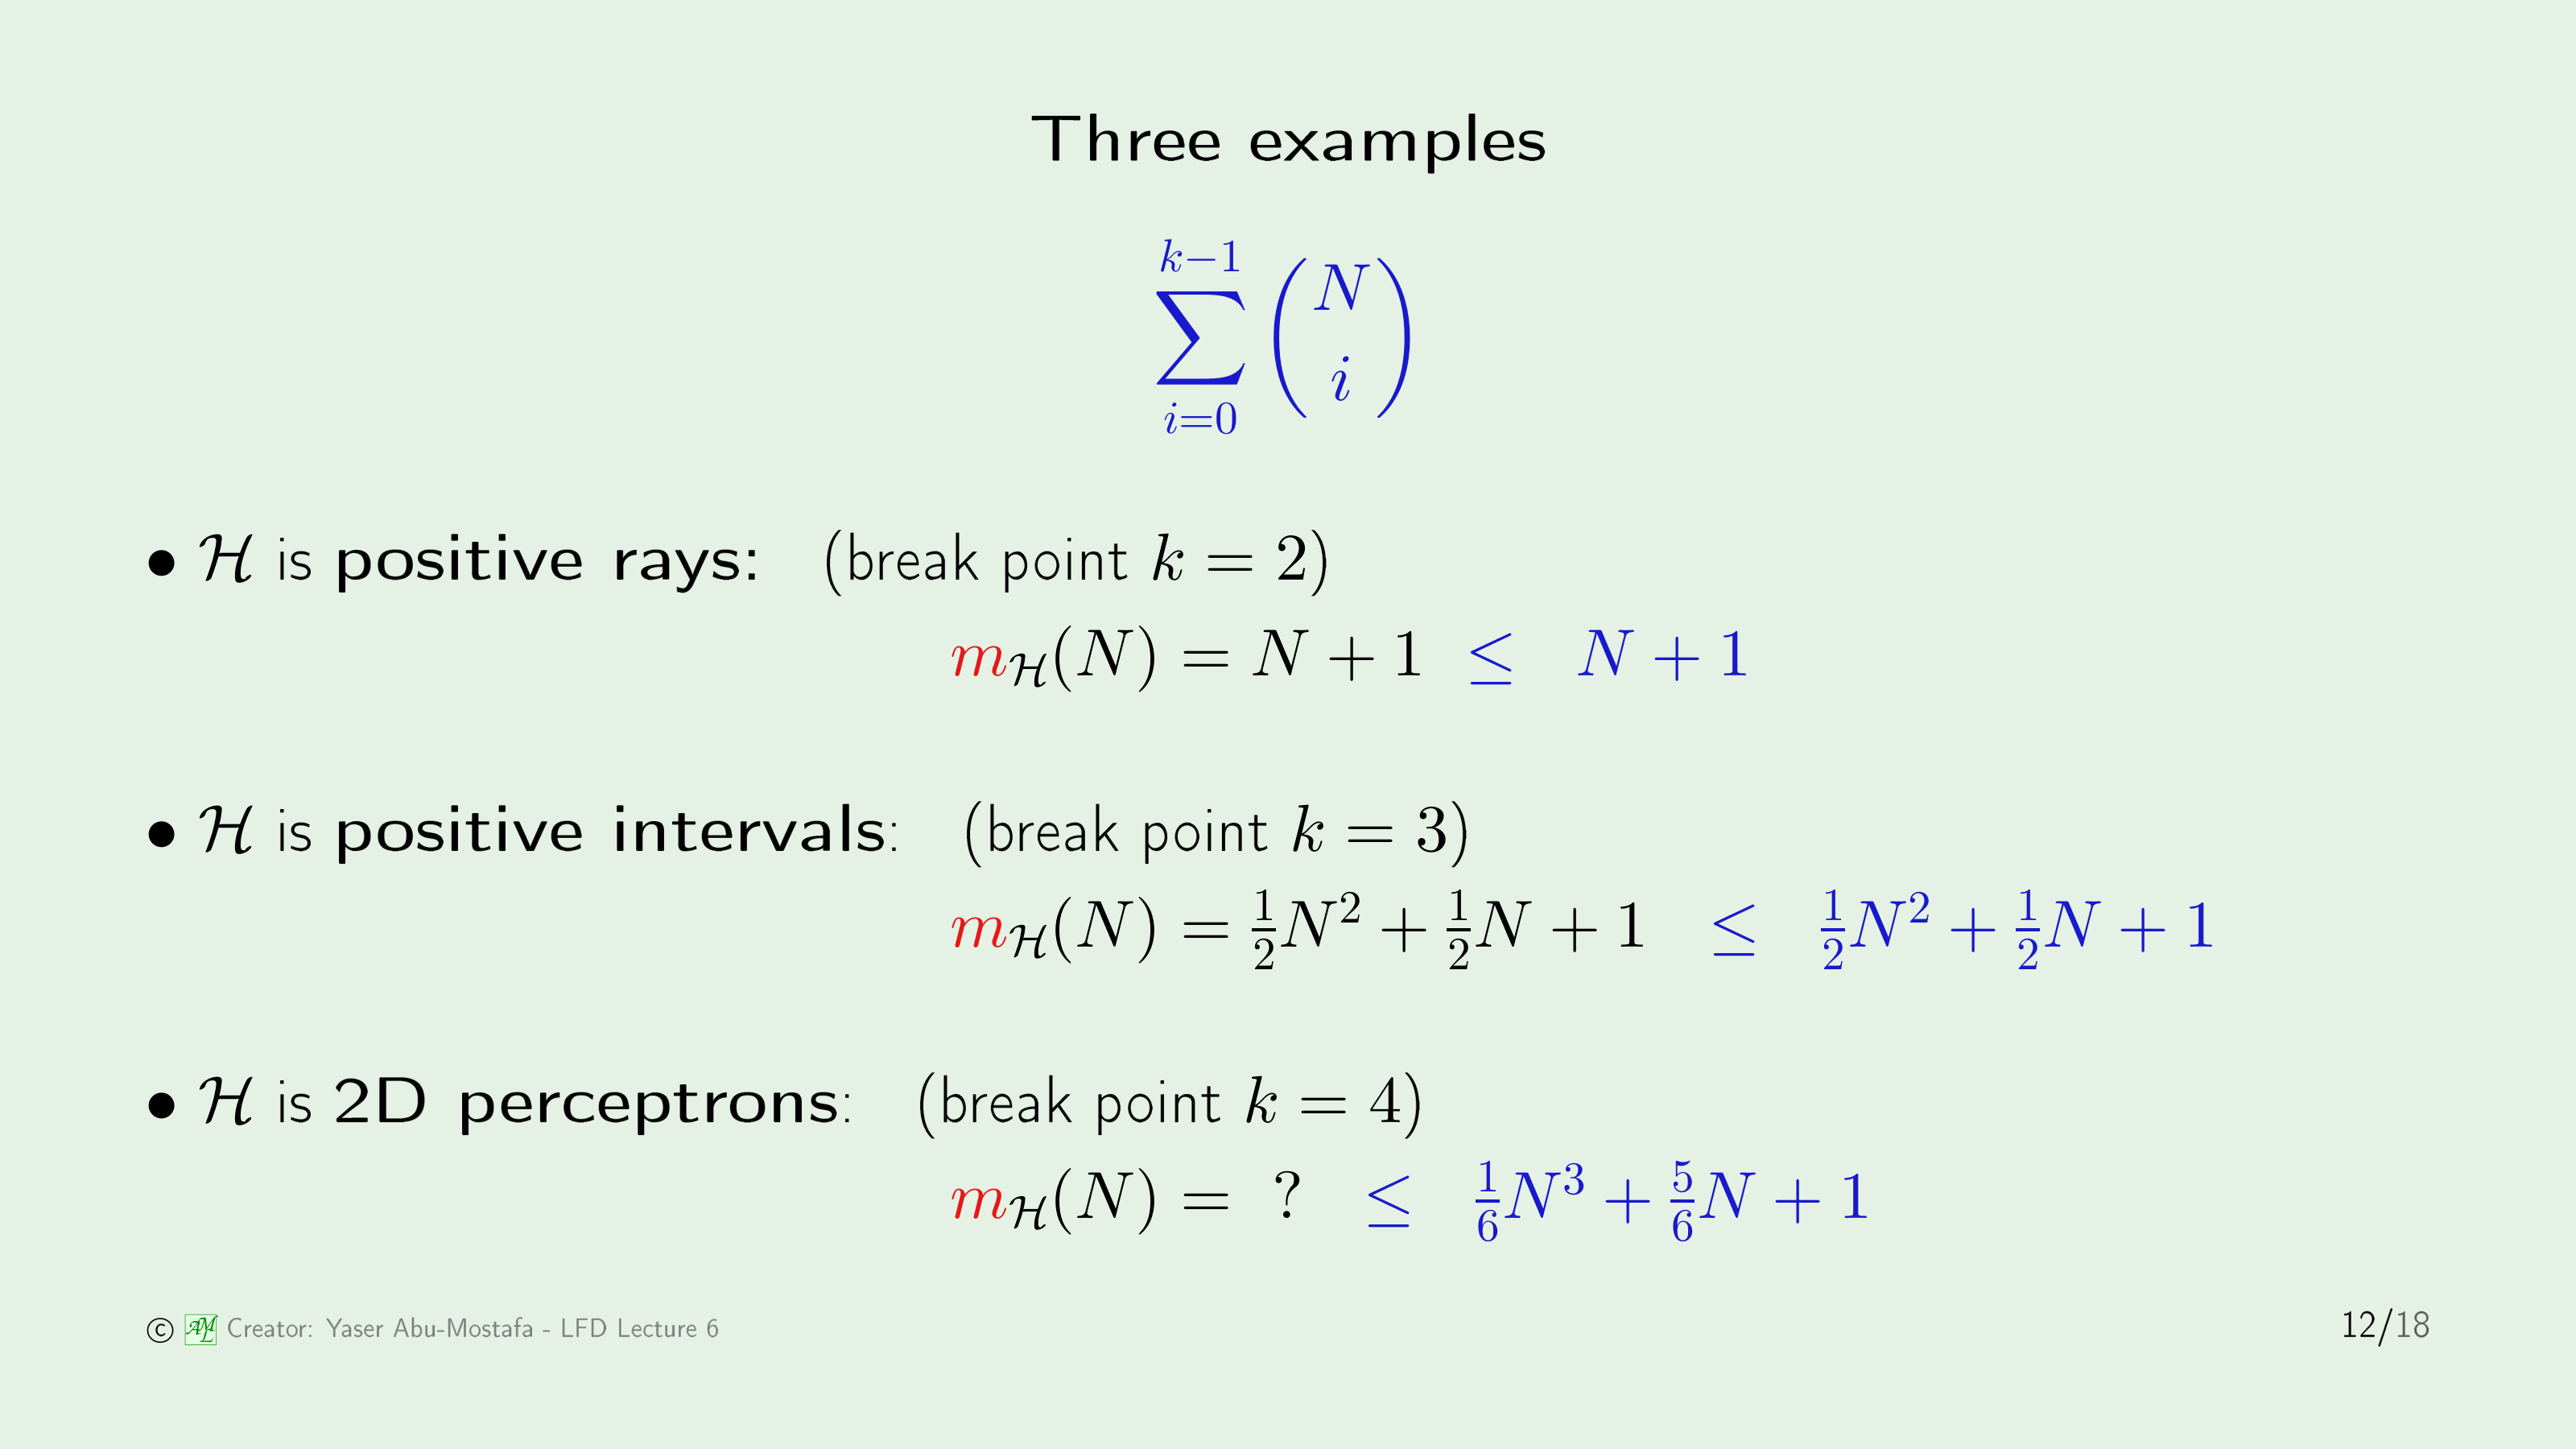 Three examples
$$\sum_{i=0}^{k-1} \binom{N}{i}$$
• $\mathcal{H}$ is positive rays: (break point $k = 2$)
$m_{\mathcal{H}}(N) = N + 1 \leq N + 1$
• $\mathcal{H}$ is positive intervals: (break point $k = 3$)
$m_{\mathcal{H}}(N) = \frac{1}{2}N^2 + \frac{1}{2}N + 1 \leq \frac{1}{2}N^2 + \frac{1}{2}N + 1$
• $\mathcal{H}$ is 2D perceptrons: (break point $k = 4$)
$m_{\mathcal{H}}(N) = \ ? \leq \frac{1}{6}N^3 + \frac{5}{6}N + 1$
© AML Creator: Yaser Abu-Mostafa - LFD Lecture 6
12/18